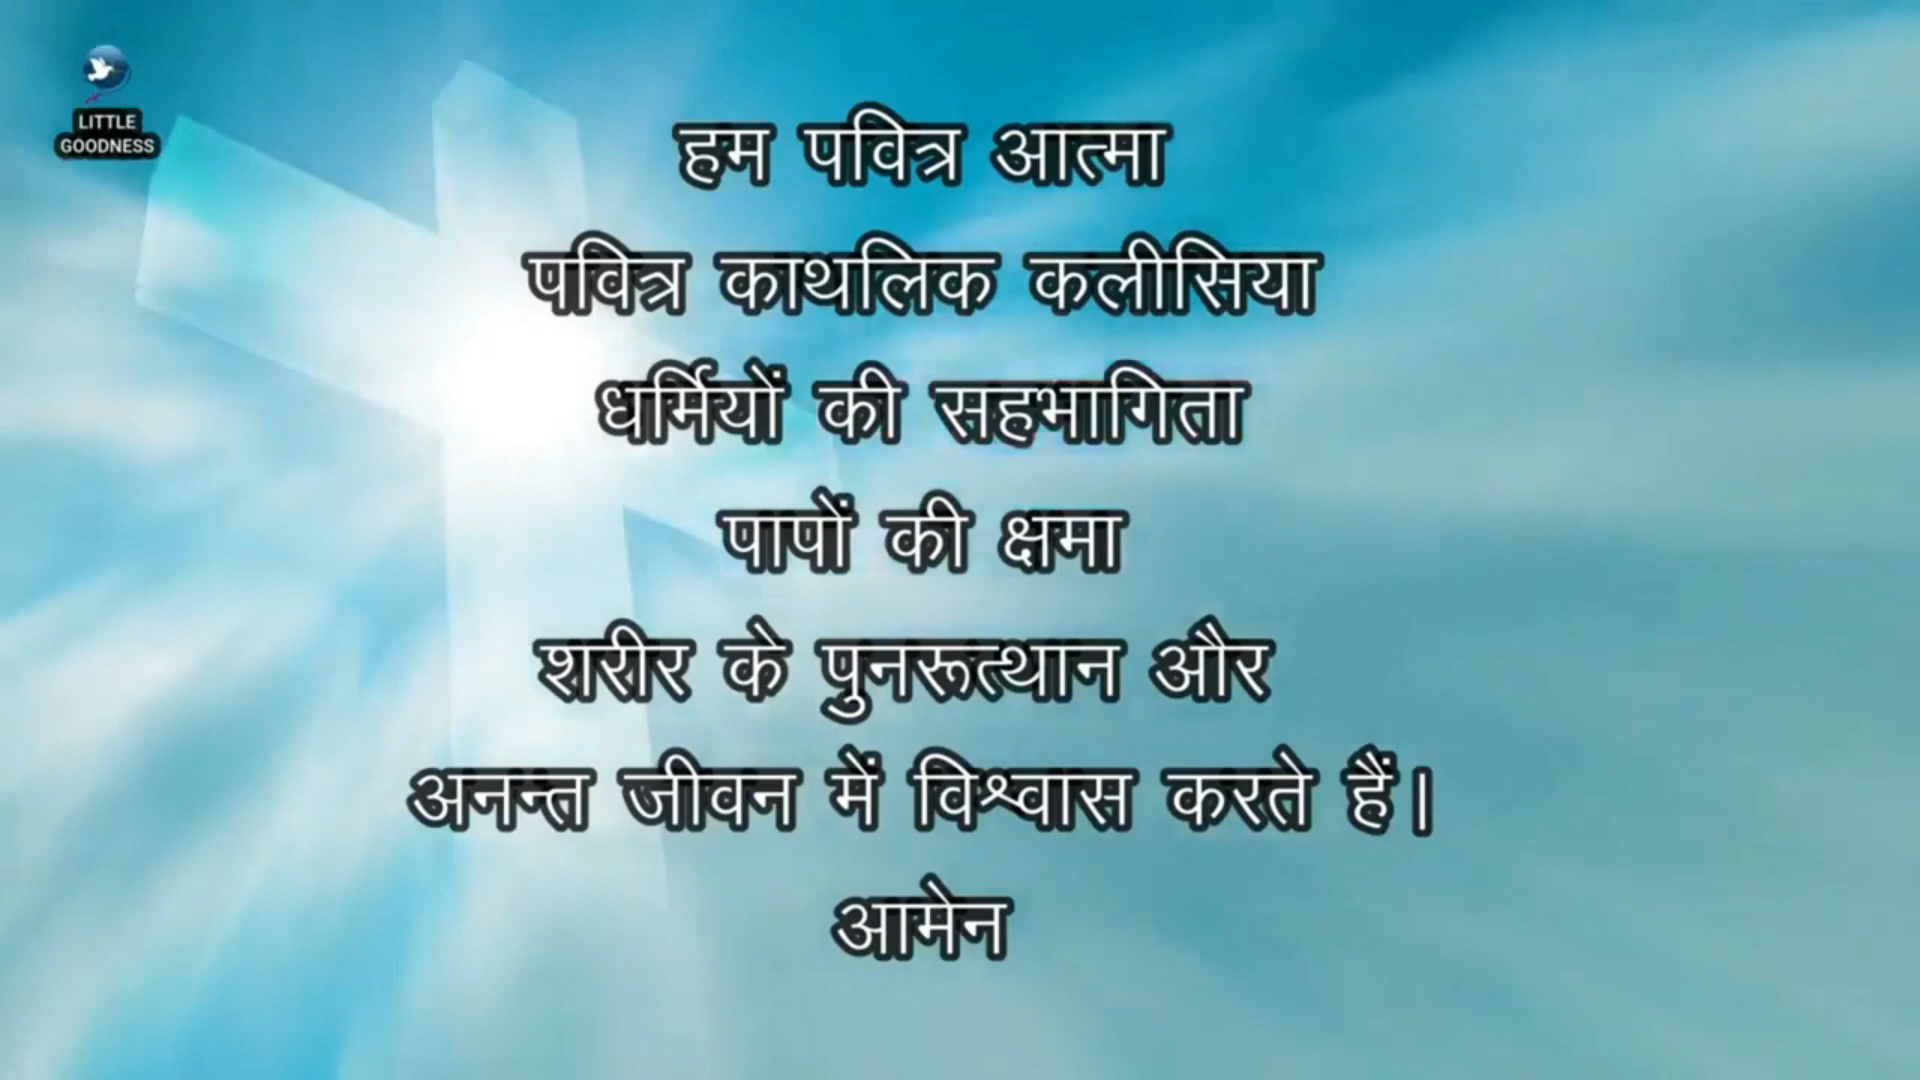 LITTLE
GOODNESS
हम पवित्र आत्मा
पवित्र काथलिक कलीसिया
धर्मियों की सहभागिता
पापों की क्षमा
शरीर के पुनरूत्थान और
अनन्त जीवन में विश्वास करते हैं।
आमेन